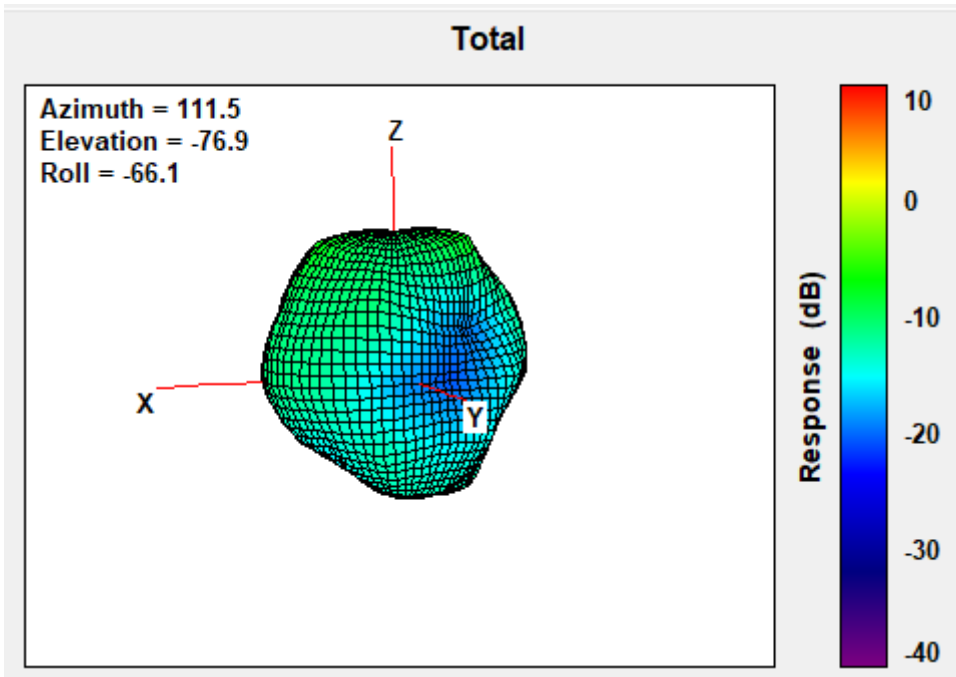 Total
Azimuth = 111.5
Elevation = -76.9
Roll = -66.1
Z
X
Y
10
0
-10
-20
-30
-40
Response (dB)